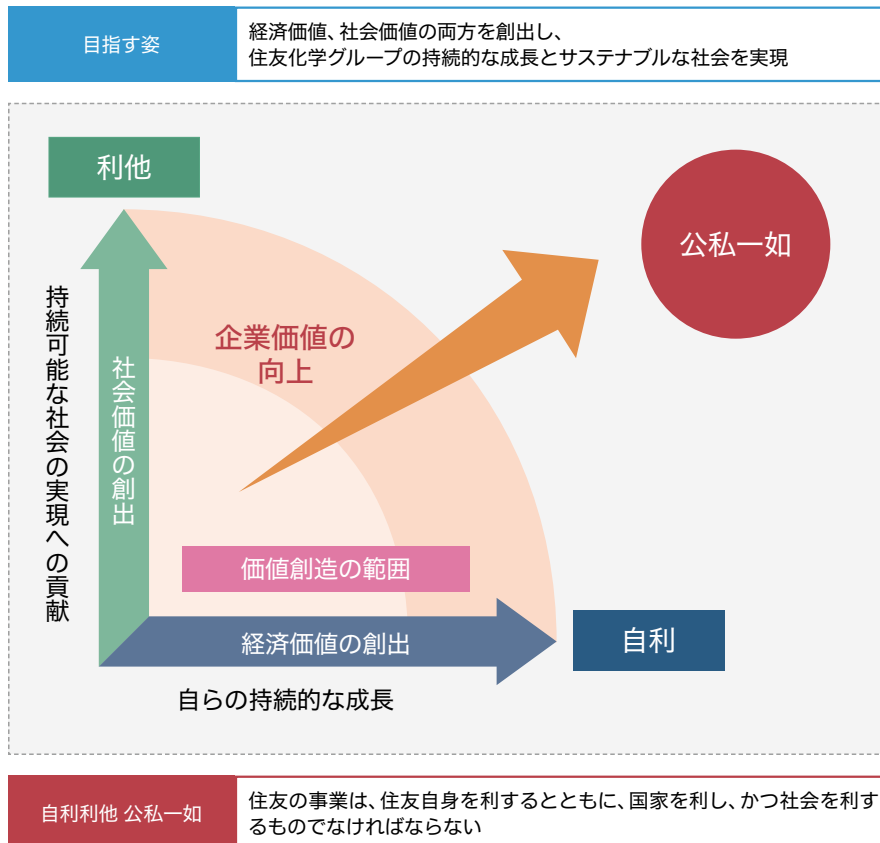 目指す姿
経済価値、社会価値の両方を創出し、
住友化学グループの持続的な成長とサステナブルな社会を実現
利他
公私一如
持続可能な社会の実現への貢献
社会価値の創出
企業価値の
向上
価値創造の範囲
経済価値の創出
自利
自らの持続的な成長
自利利他 公私一如
住友の事業は、住友自身を利するとともに、国家を利し、かつ社会を利す
るものでなければならない